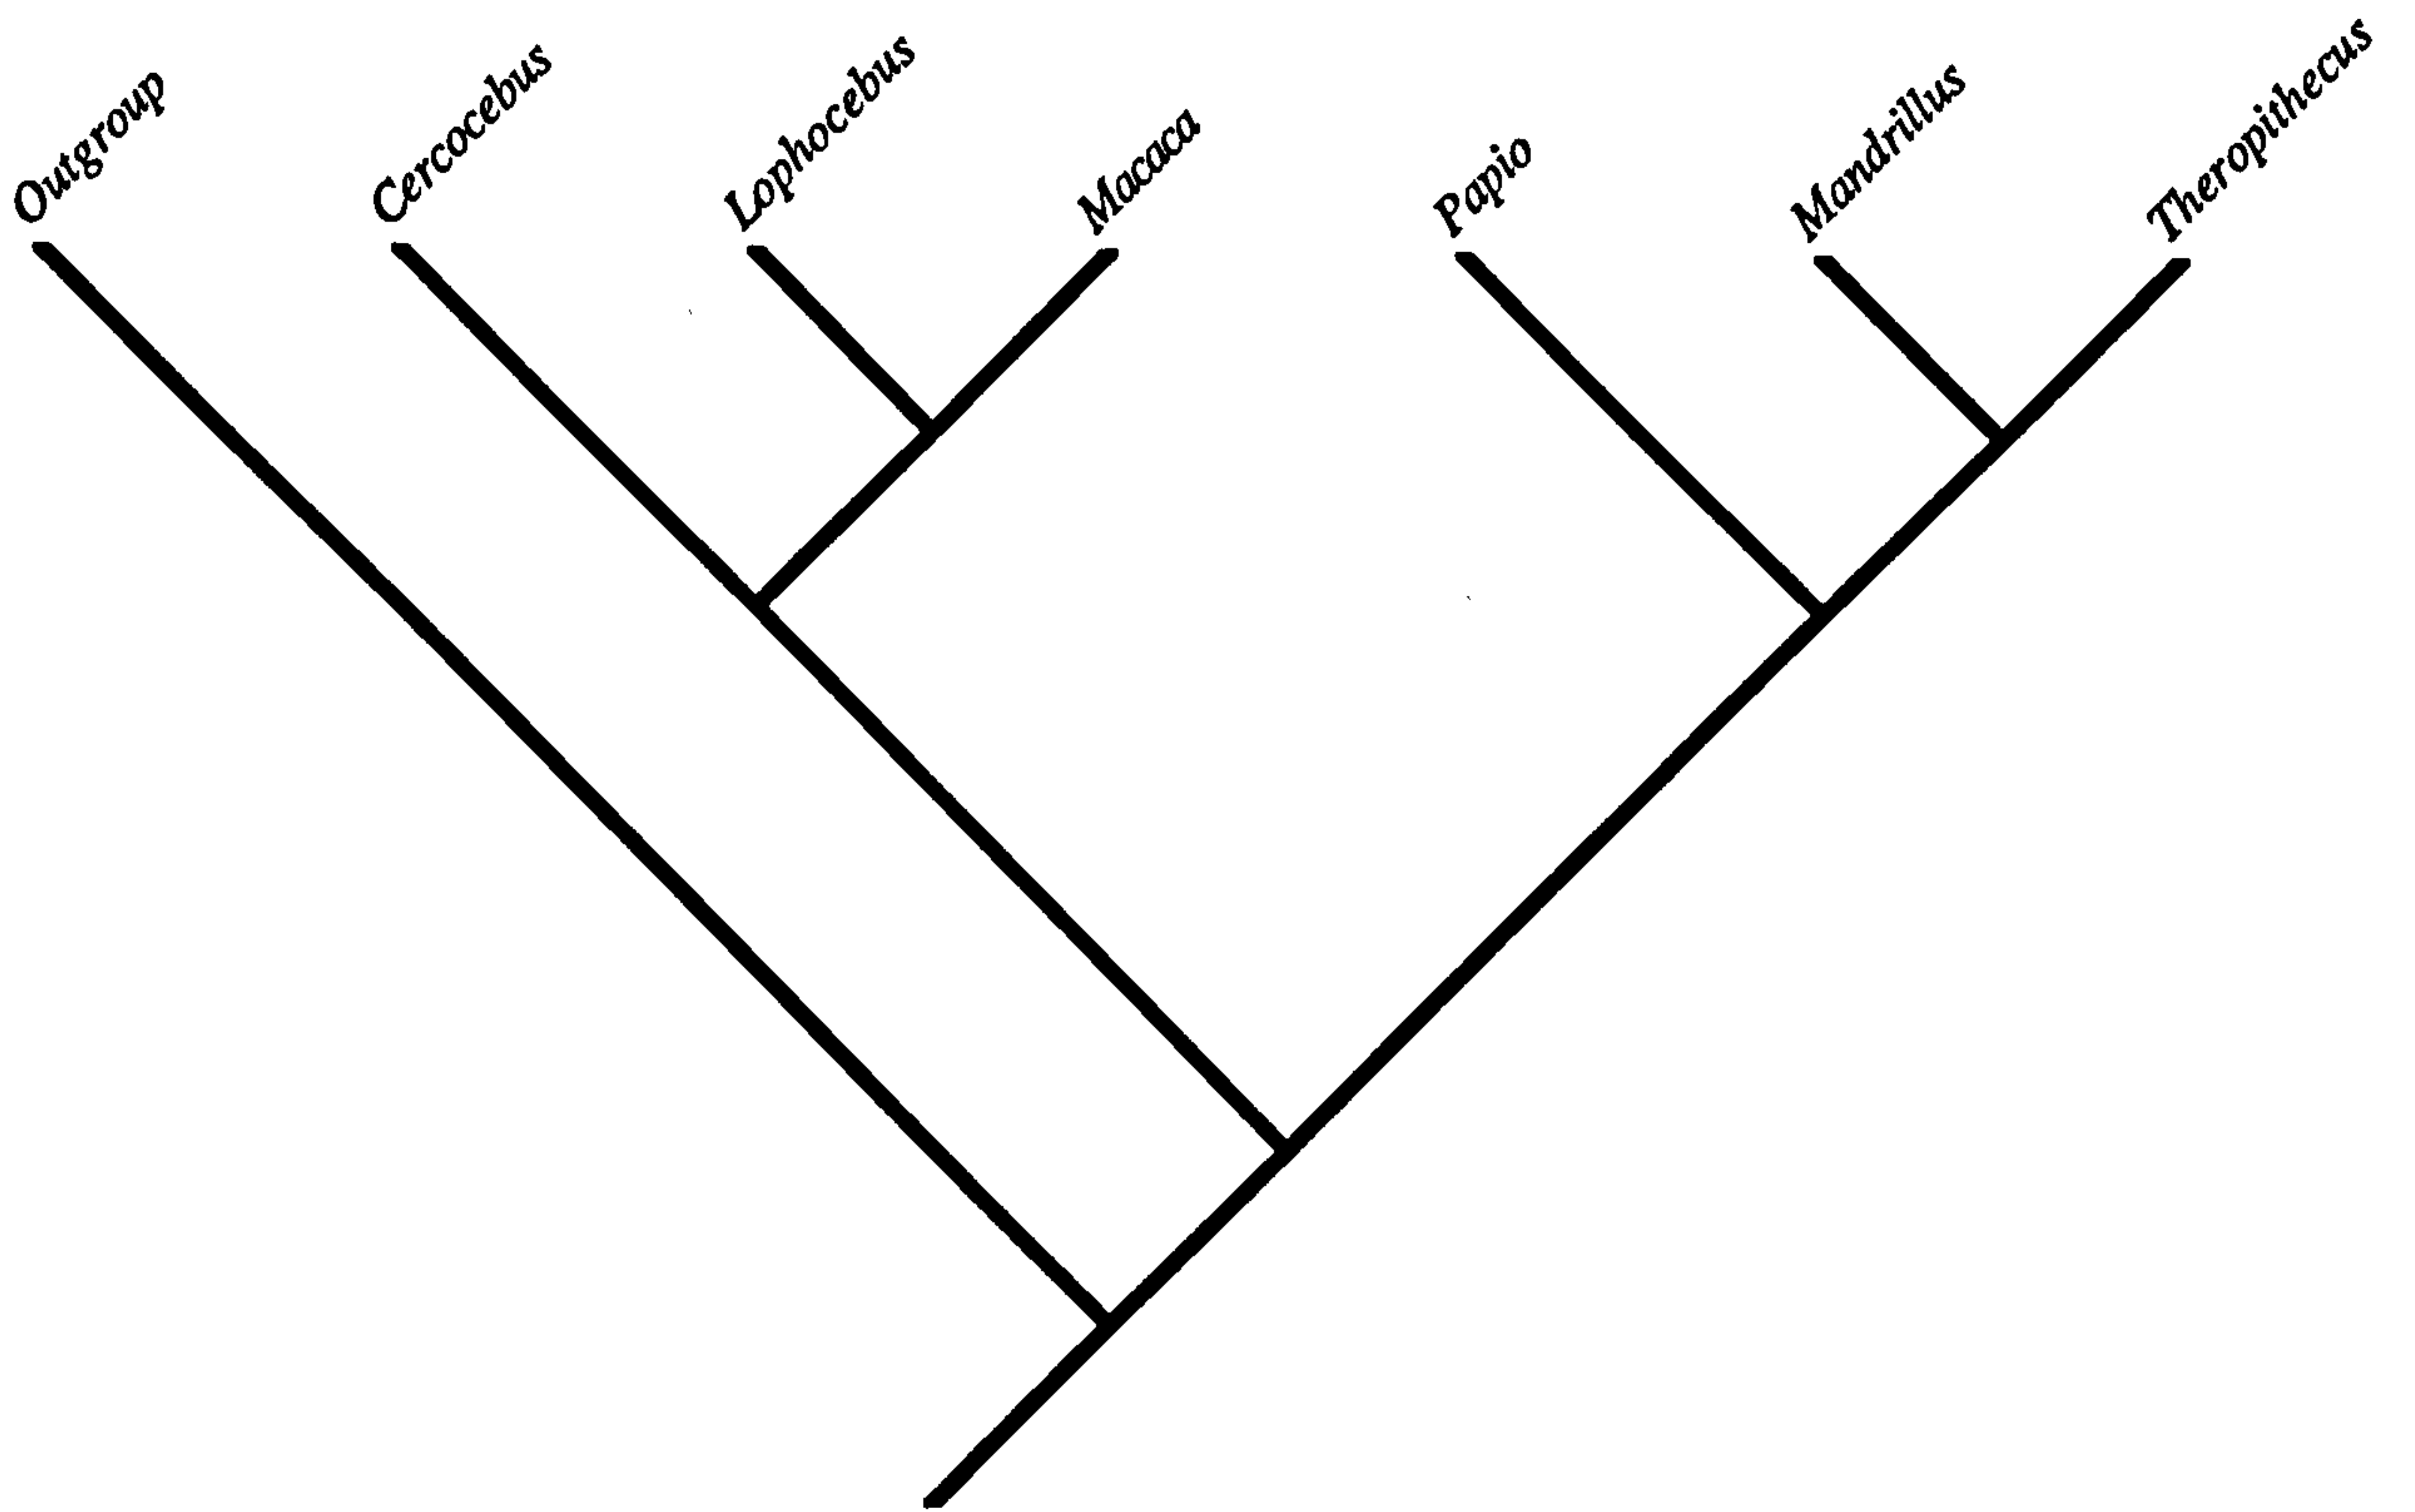 Outgroup
Cercocebus
Lophocebus
Macaca
Papio
Mandrillus
Theropithecus